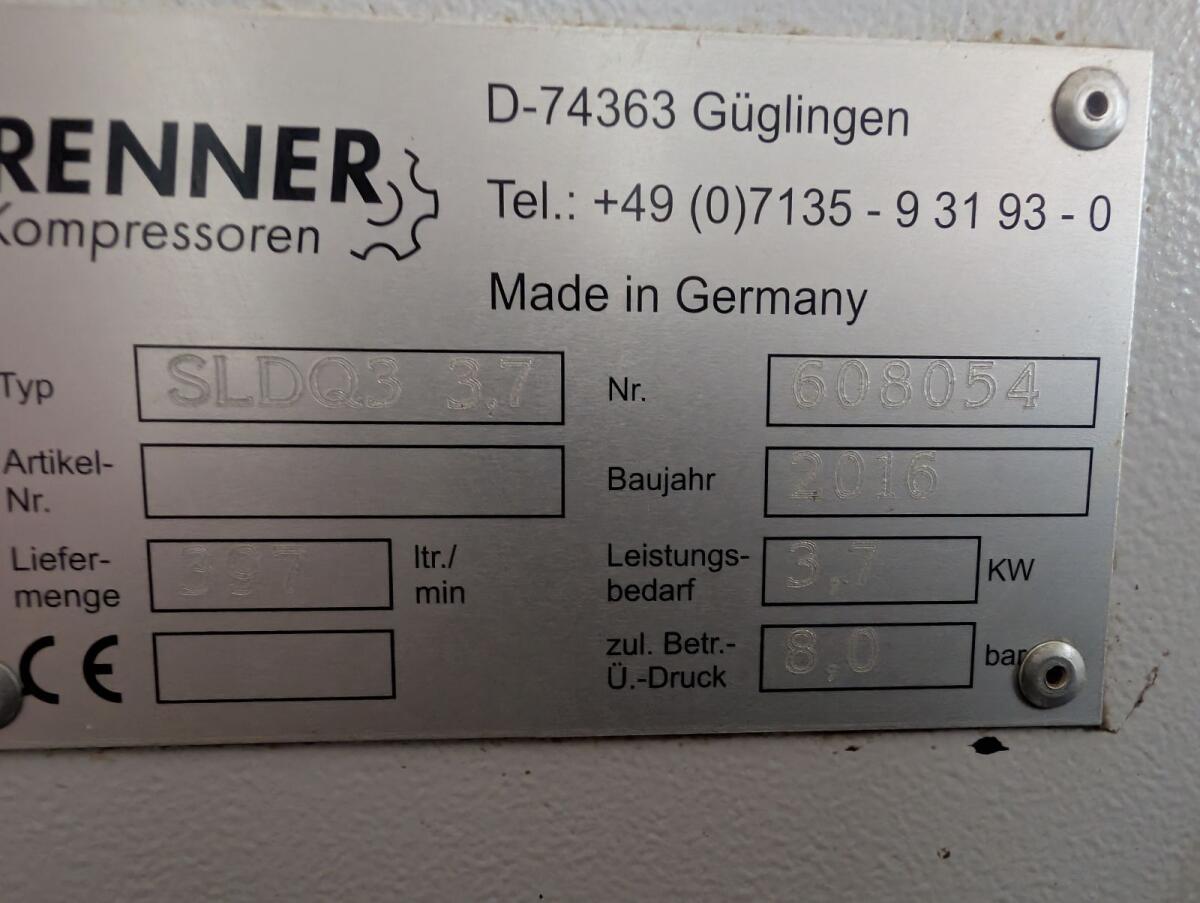 RENNER
Kompressoren
D-74363 Güglingen
Tel.: +49 (0)7135 - 9 31 93 - 0
Made in Germany
Typ SLDQ3 3,7 Nr. 608054
Artikel-
Nr.
Baujahr 2016
Liefer-
menge 397 ltr./
min
Leistungs-
bedarf 3,7 KW
CE
zul. Betr.-
Ü.-Druck 8,0 bar